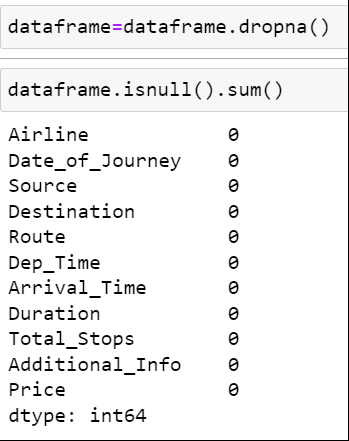 dataframe=dataframe.dropna()
dataframe.isnull().sum()
Airline 0
Date_of_Journey 0
Source 0
Destination 0
Route 0
Dep_Time 0
Arrival_Time 0
Duration 0
Total_Stops 0
Additional_Info 0
Price 0
dtype: int64